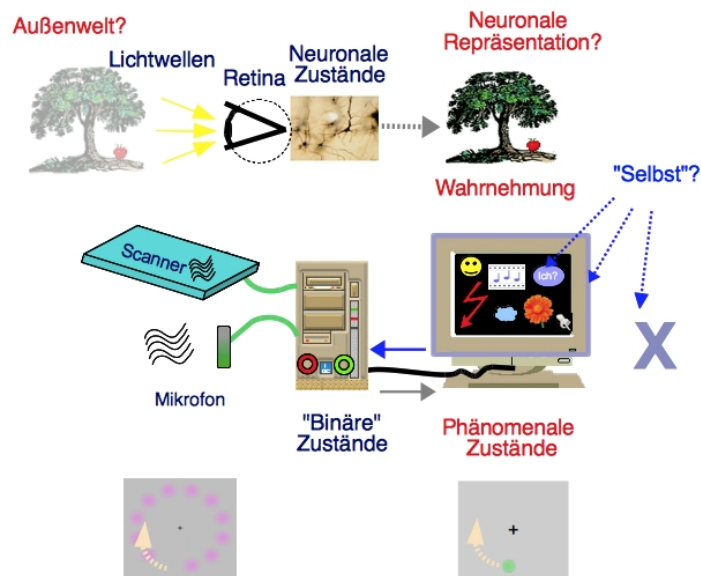 Außenwelt?
Lichtwellen
Retina
Neuronale
Zustände
Neuronale
Repräsentation?
Wahrnehmung
"Selbst"?
Scanner
Ich?
X
Mikrofon
"Binäre"
Zustände
Phänomenale
Zustände